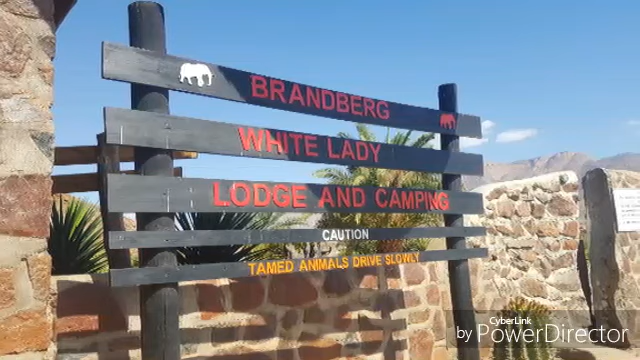 BRANDBERG
WHITE LADY
LODGE AND CAMPING
CAUTION
TAMED ANIMALS DRIVE SLOWLY
CyberLink
by PowerDirector